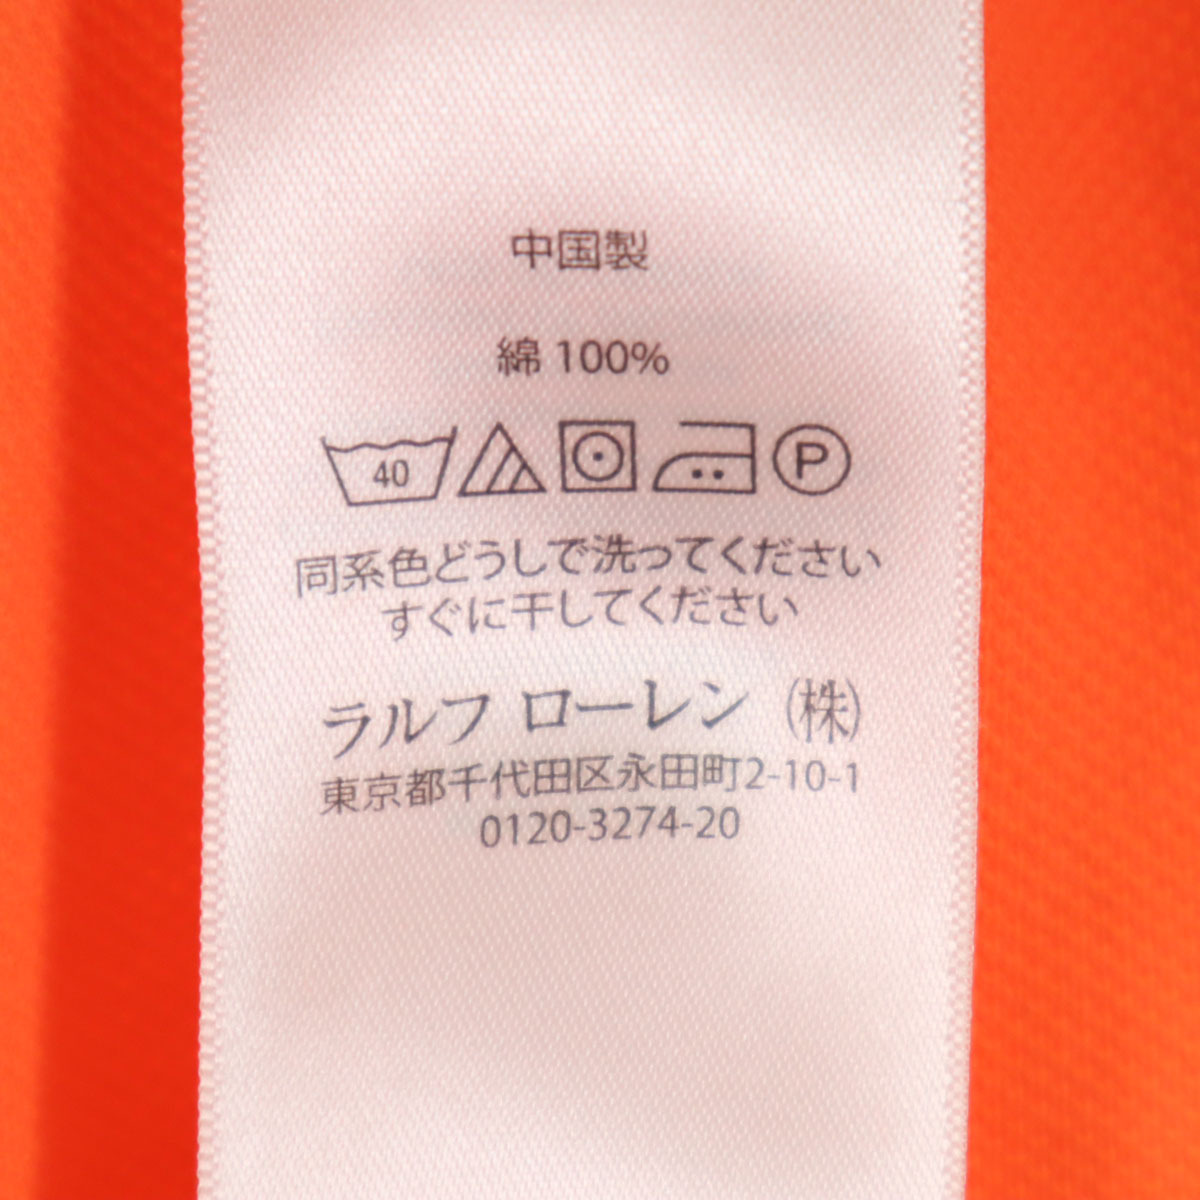 中国製
綿 100%
40 P
同系色どうしで洗ってください
すぐに干してください
ラルフ ローレン (株)
東京都千代田区永田町2-10-1
0120-3274-20